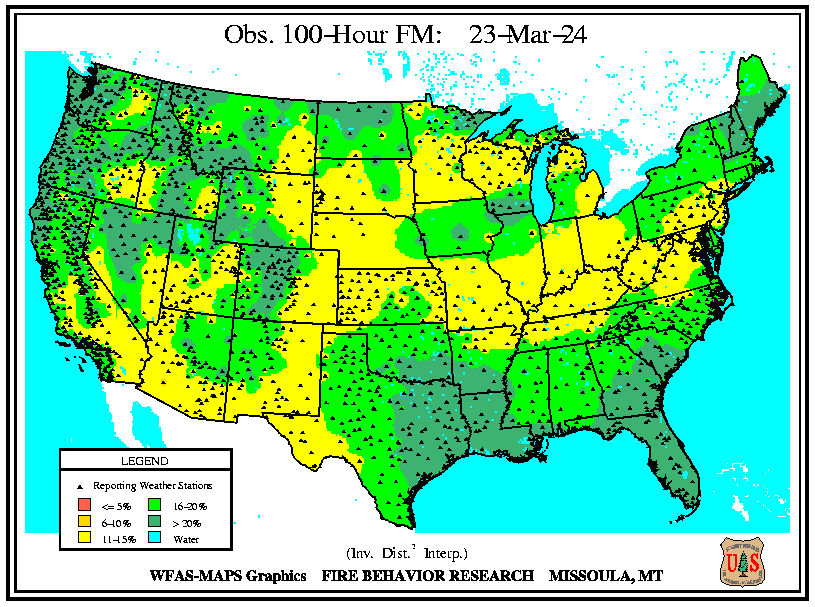 Obs. 100-Hour FM: 23-Mar-24
LEGEND
Reporting Weather Stations
<= 5%
16-20%
6-10%
> 20%
11-15%
Water
(Inv. Dist.² Interp.)
WFAS-MAPS Graphics FIRE BEHAVIOR RESEARCH MISSOULA, MT
U S